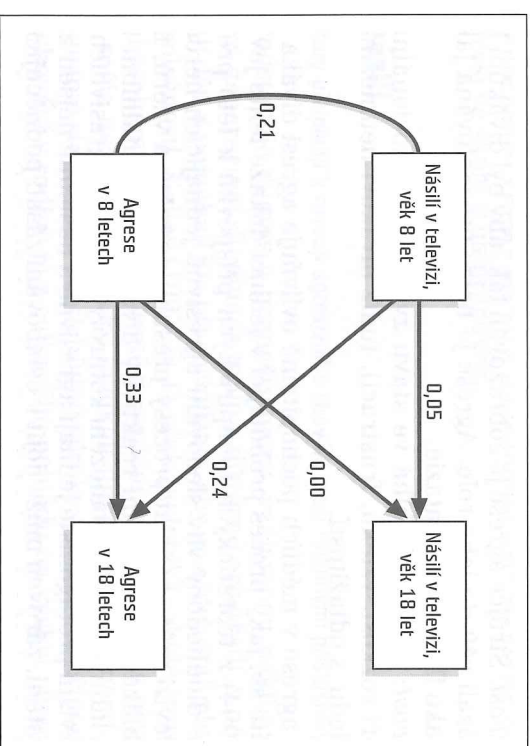 Násilí v televizi,
věk 8 let
0,05
Násilí v televizi,
věk 18 let
0,21
0,00
0,24
Agrese
v 8 letech
0,33
Agrese
v 18 letech